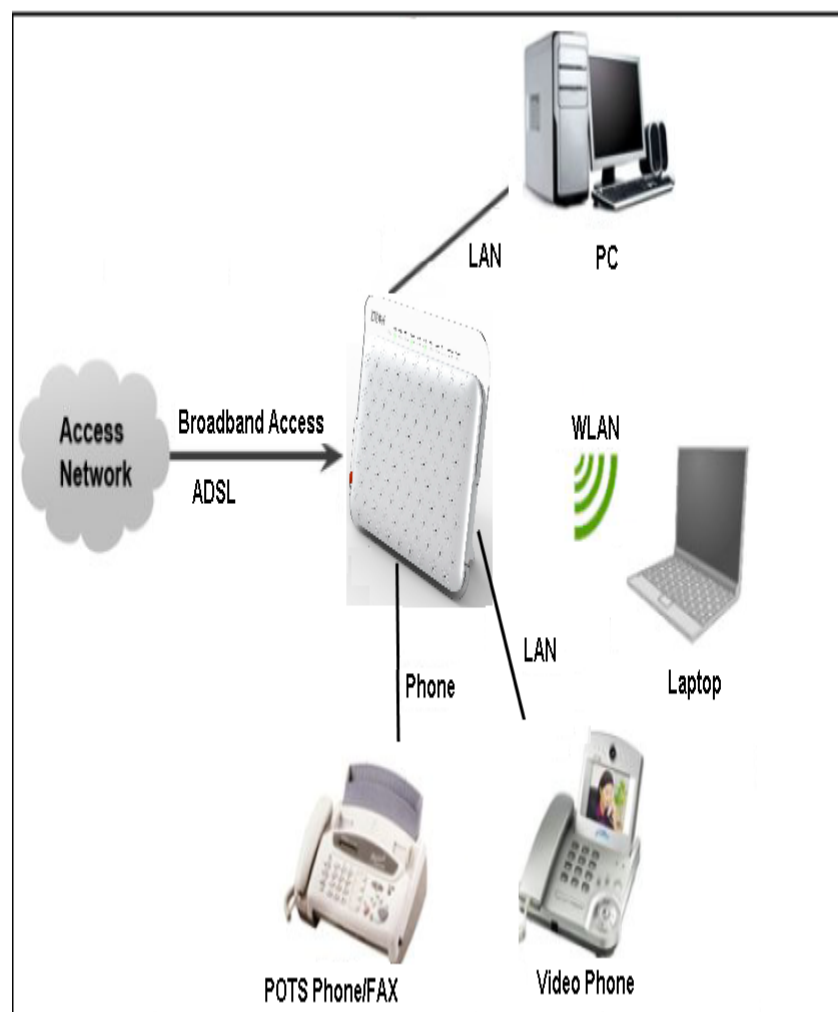 LAN
PC
Access
Network
Broadband Access
ADSL
WLAN
LAN
Phone
Laptop
POTS Phone/FAX
Video Phone